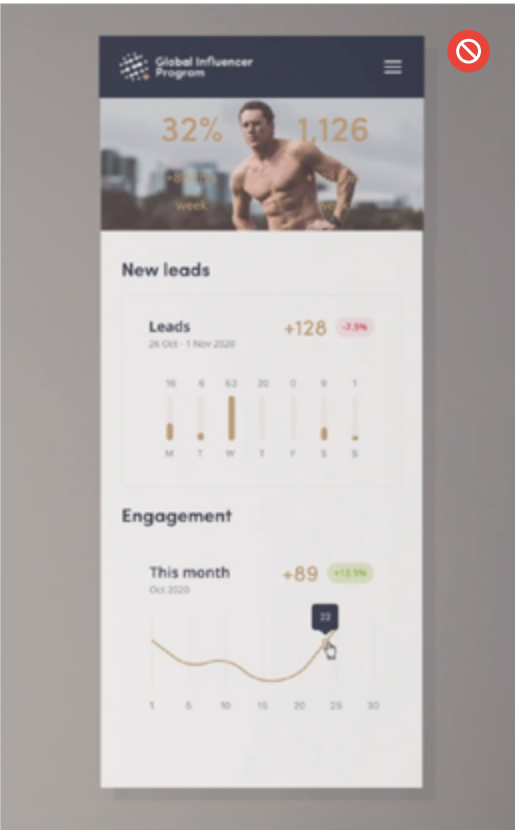 Global Influencer
Program
32%
1,126
week
New leads
Leads
+128
-7.5%
26 Oct - 1 Nov 2020
16 6 53 20 0 9 1
M T W T F S S
Engagement
This month
+89
+12.5%
Oct 2020
22
1 5 10 15 20 25 30